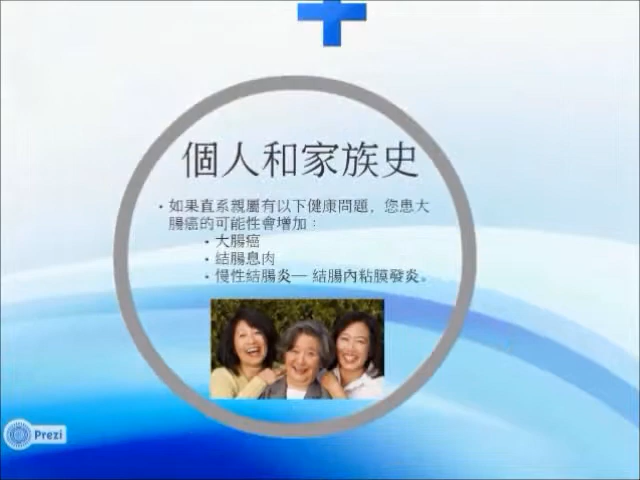 個人和家族史
• 如果直系親屬有以下健康問題，您患大
腸癌的可能性會增加：
• 大腸癌
• 結腸息肉
• 慢性結腸炎— 結腸內粘膜發炎。
Prezi